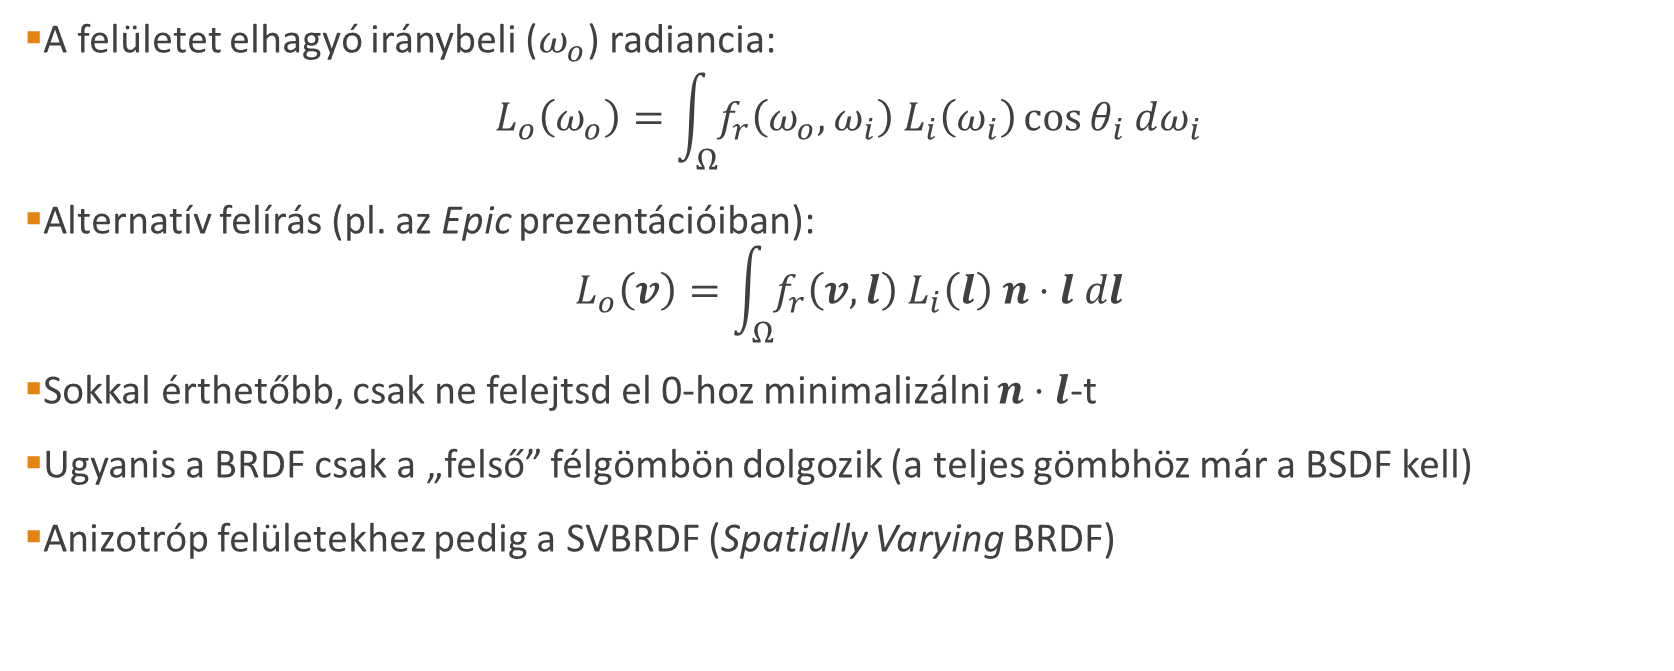 ▪A felületet elhagyó iránybeli (ω_o) radiancia:
L_o(ω_o) = ∫_Ω f_r(ω_o, ω_i) L_i(ω_i) cos θ_i dω_i
▪Alternatív felírás (pl. az Epic prezentációiban):
L_o(v) = ∫_Ω f_r(v, l) L_i(l) n · l dl
▪Sokkal érthetőbb, csak ne felejtsd el 0-hoz minimalizálni n · l-t
▪Ugyanis a BRDF csak a „felső” félgömbön dolgozik (a teljes gömbhöz már a BSDF kell)
▪Anizotróp felületekhez pedig a SVBRDF (Spatially Varying BRDF)